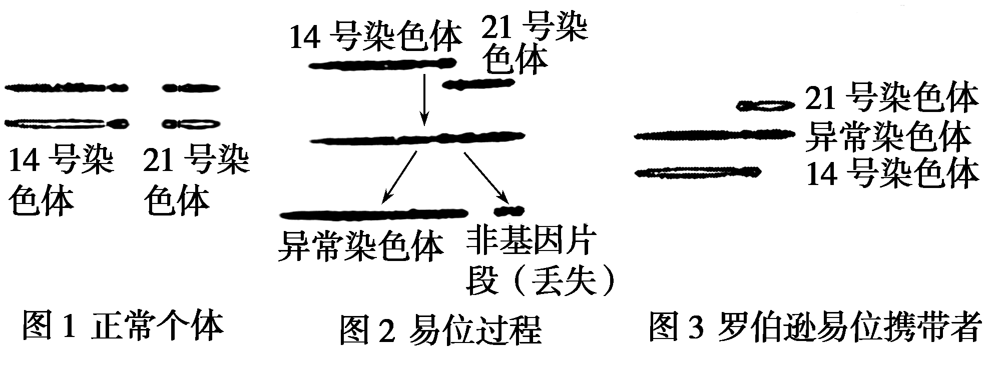 14 号染
色体
21 号染
色体
图 1 正常个体
14 号染色体
21 号染
色体
异常染色体
非基因片
段（丢失）
图 2 易位过程
21 号染色体
异常染色体
14 号染色体
图 3 罗伯逊易位携带者